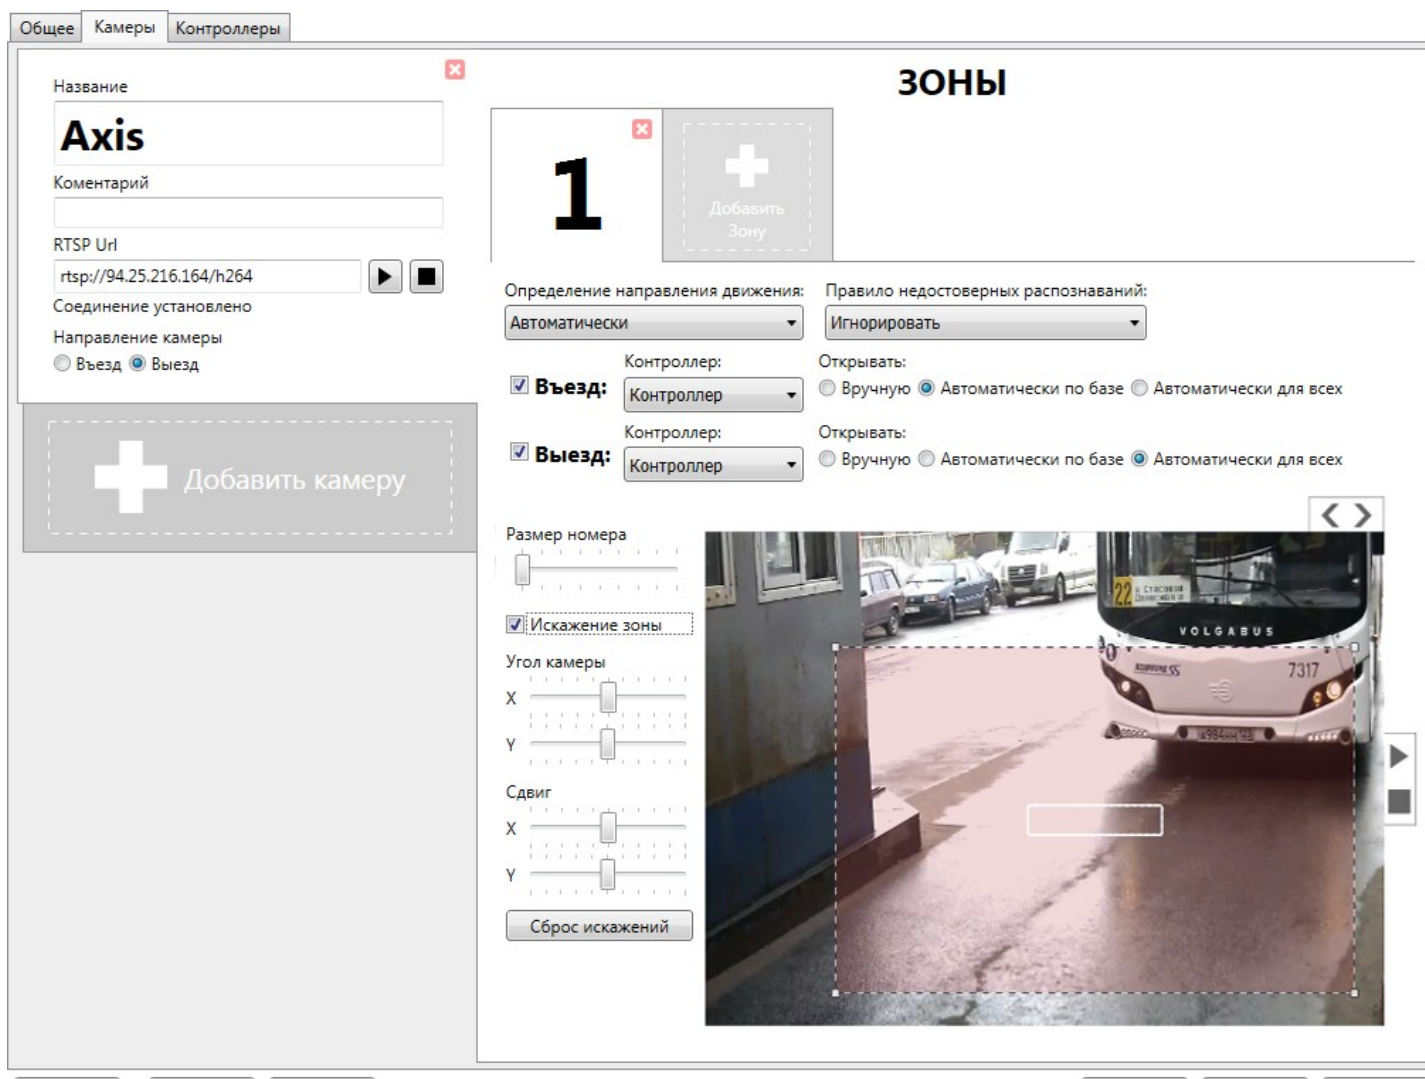 Общее Камеры Контроллеры
Название
Axis
Коментарий
RTSP Url
rtsp://94.25.216.164/h264
Соединение установлено
Направление камеры
Въезд Выезд
Добавить камеру
ЗОНЫ
1
Добавить
Зону
Определение направления движения: Правило недостоверных распознаваний:
Автоматически Игнорировать
Контроллер: Открывать:
Въезд: Контроллер Вручную Автоматически по базе Автоматически для всех
Контроллер: Открывать:
Выезд: Контроллер Вручную Автоматически по базе Автоматически для всех
Размер номера
Искажение зоны
Угол камеры
X
Y
Сдвиг
X
Y
Сброс искажений
22
VOLGABUS
7317